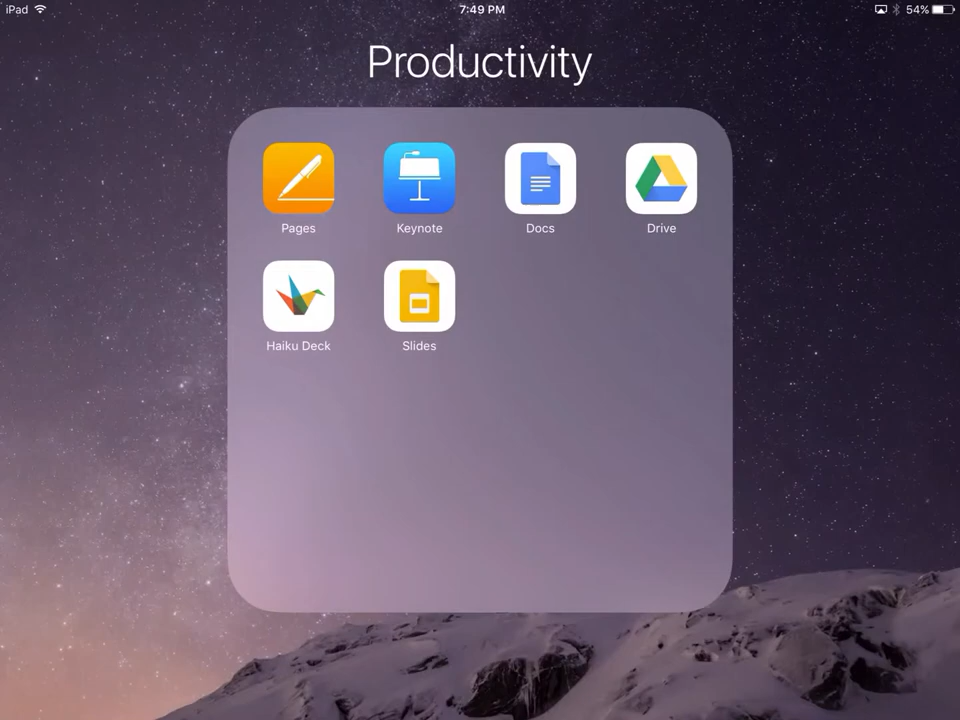 iPad 7:49 PM 54%
Productivity
Pages Keynote Docs Drive
Haiku Deck Slides